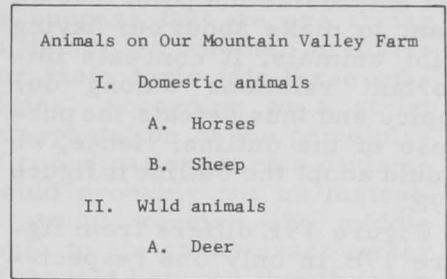 Animals on Our Mountain Valley Farm
I. Domestic animals
A. Horses
B. Sheep
II. Wild animals
A. Deer